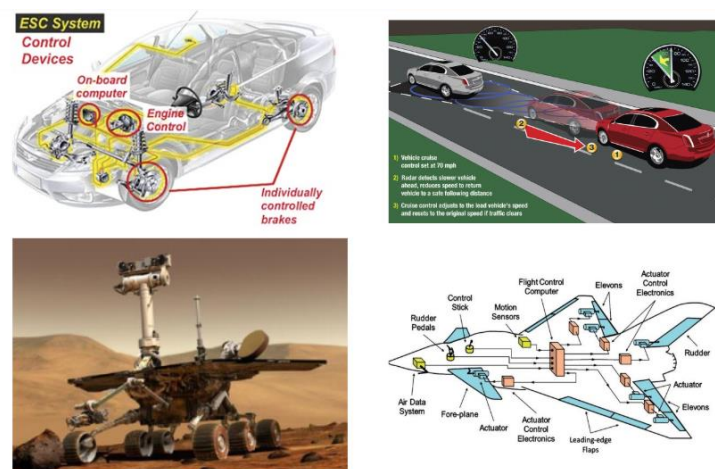 ESC System
Control
Devices
On-board
computer
Engine
Control
Individually
controlled
brakes
2
3
1
1) Vehicle cruise
control set at 70 mph
2) Radar detects slower vehicle
ahead, reduces speed to return
vehicle to a safe following distance
3) Cruise control adjusts to the lead vehicle's speed
and resets to the original speed if traffic clears
Flight Control
Computer
Elevons
Actuator
Control
Electronics
Control
Stick
Motion
Sensors
Rudder
Pedals
Rudder
Air Data
System
Fore-plane
Actuator
Actuator
Control
Electronics
Actuator
Elevons
Leading-edge
Flaps